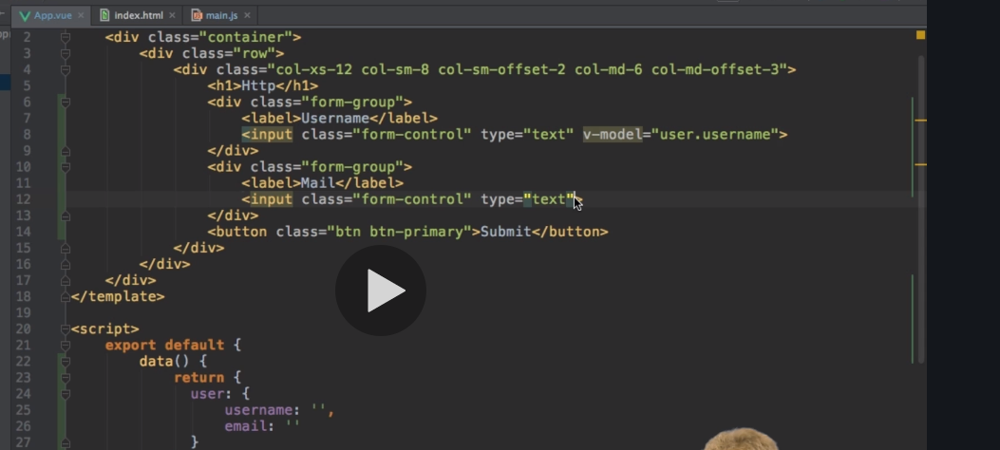 App.vue × index.html × main.js ×
2 <div class="container">
3 <div class="row">
4 <div class="col-xs-12 col-sm-8 col-sm-offset-2 col-md-6 col-md-offset-3">
5 <h1>Http</h1>
6 <div class="form-group">
7 <label>Username</label>
8 <input class="form-control" type="text" v-model="user.username">
9 </div>
10 <div class="form-group">
11 <label>Mail</label>
12 <input class="form-control" type="text">
13 </div>
14 <button class="btn btn-primary">Submit</button>
15 </div>
16 </div>
17 </div>
18 </template>
19
20 <script>
21 export default {
22 data() {
23 return {
24 user: {
25 username: '',
26 email: ''
27 }